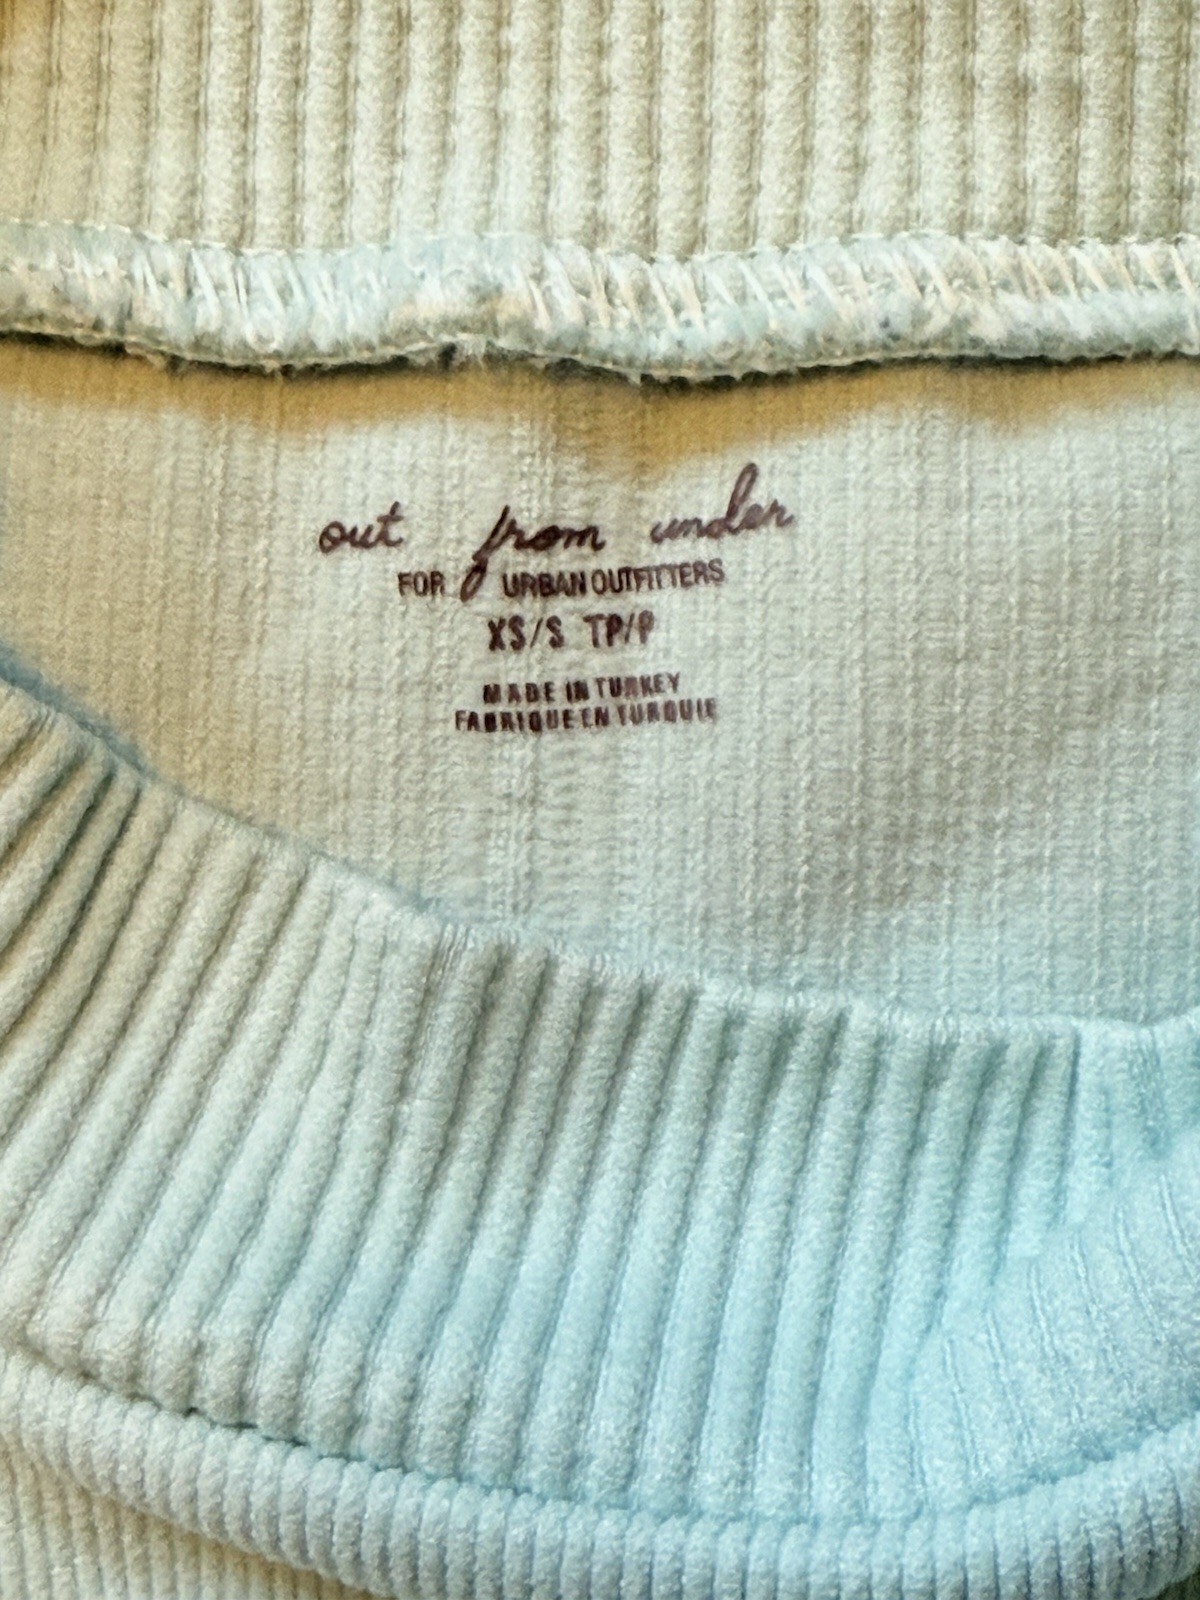 out from under
FOR URBAN OUTFITTERS
XS/S TP/P
MADE IN TURKEY
FABRIQUE EN TURQUIE